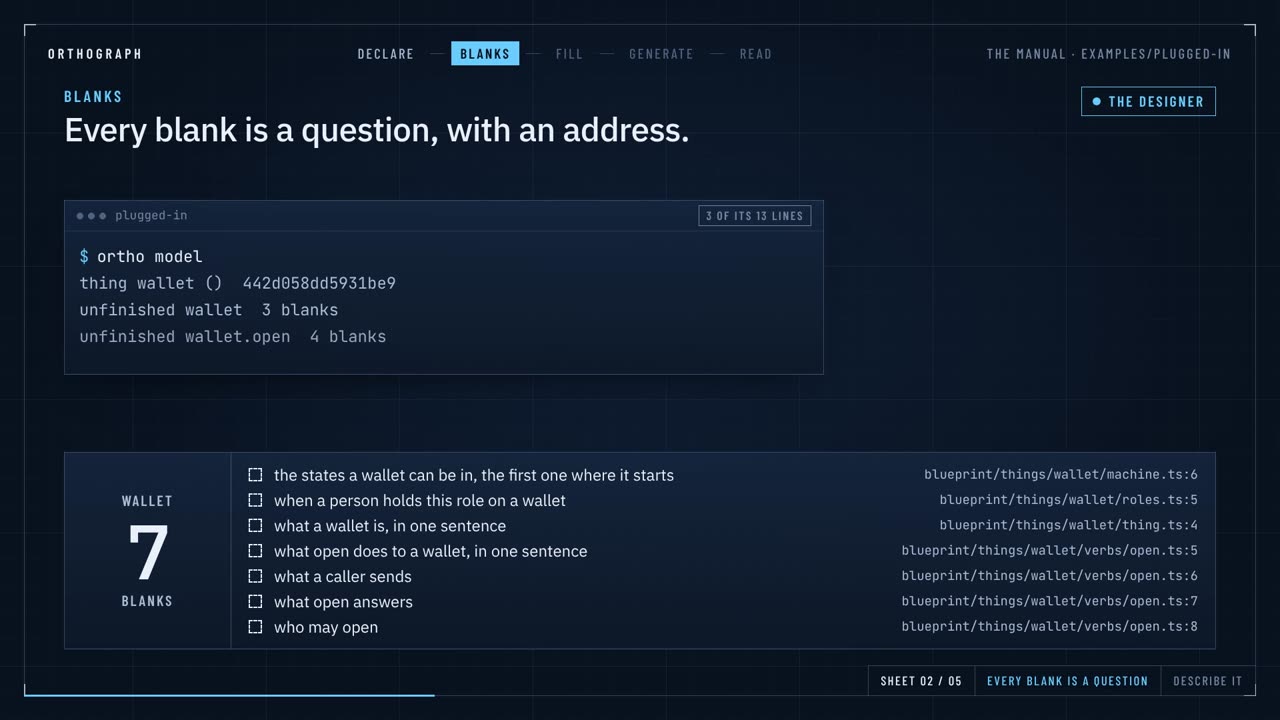 ORTHOGRAPH
DECLARE BLANKS FILL GENERATE READ
THE MANUAL · EXAMPLES/PLUGGED-IN
BLANKS
THE DESIGNER
Every blank is a question, with an address.
plugged-in
3 OF ITS 13 LINES
$ ortho model
thing wallet () 442d058dd5931be9
unfinished wallet 3 blanks
unfinished wallet.open 4 blanks
WALLET
7
BLANKS
the states a wallet can be in, the first one where it starts blueprint/things/wallet/machine.ts:6
when a person holds this role on a wallet blueprint/things/wallet/roles.ts:5
what a wallet is, in one sentence blueprint/things/wallet/thing.ts:4
what open does to a wallet, in one sentence blueprint/things/wallet/verbs/open.ts:5
what a caller sends blueprint/things/wallet/verbs/open.ts:6
what open answers blueprint/things/wallet/verbs/open.ts:7
who may open blueprint/things/wallet/verbs/open.ts:8
SHEET 02 / 05 EVERY BLANK IS A QUESTION DESCRIBE IT